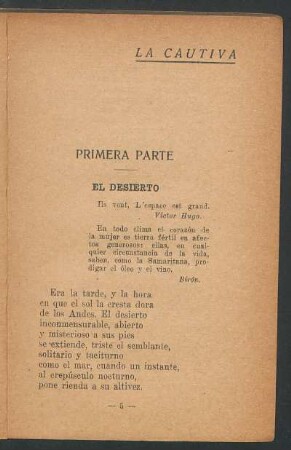 LA CAUTIVA
PRIMERA PARTE
EL DESIERTO
Ils vont, L'espace est grand.
Victor Hugo.
En todo clima el corazón de
la mujer es tierra fértil en afec-
tos generosos: ellas, en cual-
quier circunstancia de la vida,
saben, como la Samaritana, pro-
digar el óleo y el vino.
Bírón.
Era la tarde, y la hora
en que el sol la cresta dora
de los Andes. El desierto
inconmensurable, abierto
y misterioso a sus pies
se extiende, triste el semblante,
solitario y taciturno
como el mar, cuando un instante,
al crepúsculo nocturno,
pone rienda a su altivez.
— 5 —